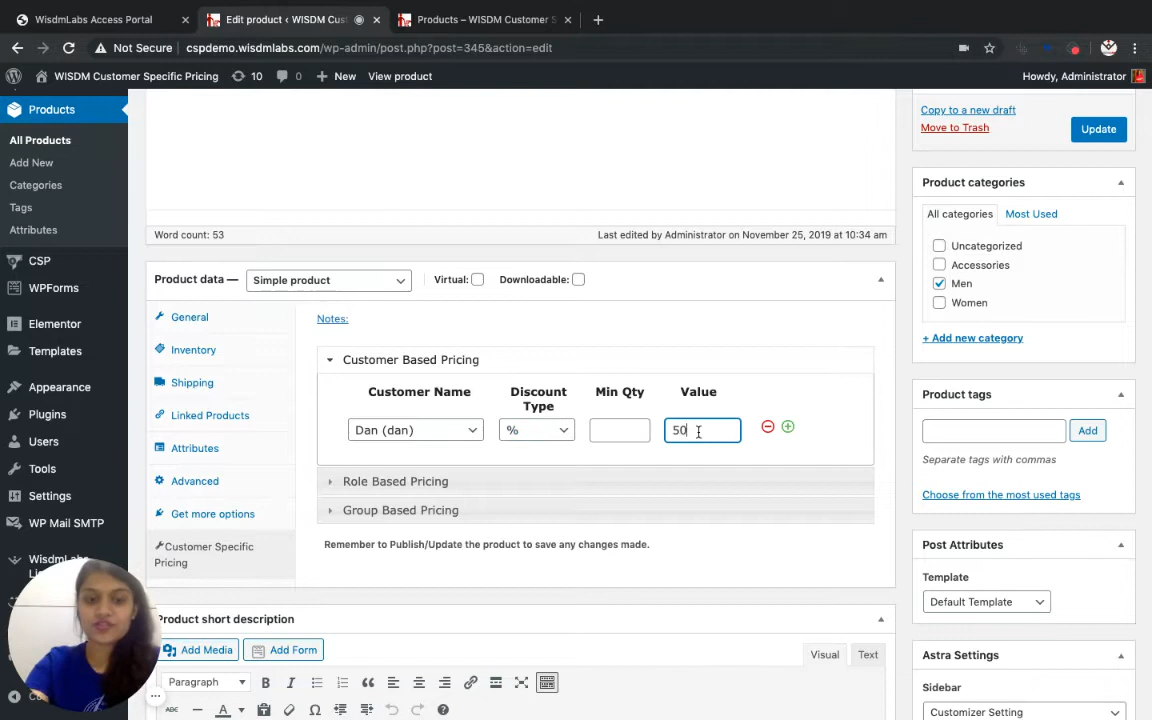 WisdmLabs Access Portal
Edit product ‹ WISDM Cust
Products – WISDM Customer S
Not Secure
cspdemo.wisdmlabs.com/wp-admin/post.php?post=345&action=edit
WISDM Customer Specific Pricing
10
0
New
View product
Howdy, Administrator
Products
All Products
Add New
Categories
Tags
Attributes
CSP
WPForms
Elementor
Templates
Appearance
Plugins
Users
Tools
Settings
WP Mail SMTP
WisdmLabs
Word count: 53
Last edited by Administrator on November 25, 2019 at 10:34 am
Product data —
Simple product
Virtual:
Downloadable:
General
Inventory
Shipping
Linked Products
Attributes
Advanced
Get more options
Customer Specific
Pricing
Notes:
Customer Based Pricing
Customer Name
Discount
Type
Min Qty
Value
Dan (dan)
%
50
Role Based Pricing
Group Based Pricing
Remember to Publish/Update the product to save any changes made.
Product short description
Add Media
Add Form
Visual
Text
Paragraph
B
I
ABC
A
Copy to a new draft
Move to Trash
Update
Product categories
All categories
Most Used
Uncategorized
Accessories
Men
Women
+ Add new category
Product tags
Add
Separate tags with commas
Choose from the most used tags
Post Attributes
Template
Default Template
Astra Settings
Sidebar
Customizer Setting